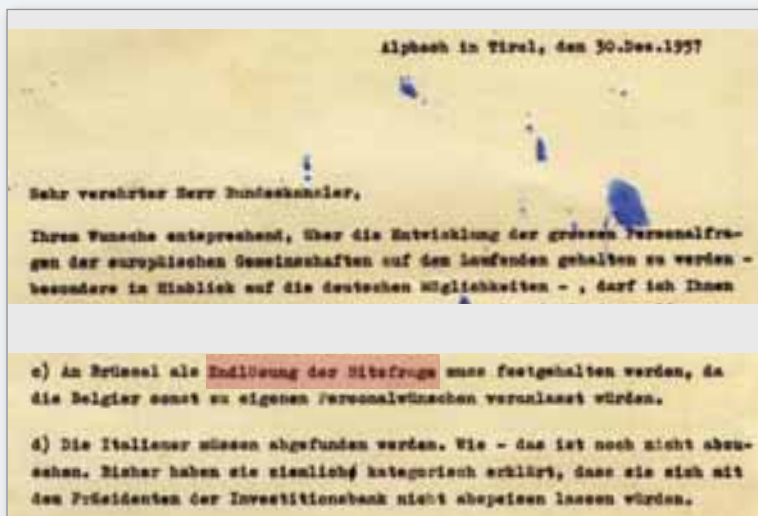 Alpbach in Tirol, den 30.Dez.1957
Sehr verehrter Herr Bundeskanzler,
Ihrem Wunsche entsprechend, über die Entwicklung der grossen Personalfra-
gen der europäischen Gemeinschaften auf dem Laufenden gehalten zu werden -
besonders im Hinblick auf die deutschen Möglichkeiten - , darf ich Ihnen
c) An Brüssel als Endlösung der Sitzfrage muss festgehalten werden, da
die Belgier sonst zu eigenen Personalwünschen veranlasst würden.
d) Die Italiener müssen abgefunden werden. Wie - das ist noch nicht abzu-
sehen. Bisher haben sie ziemlich kategorisch erklärt, dass sie sich mit
dem Präsidenten der Investitionsbank nicht abspeisen lassen würden.